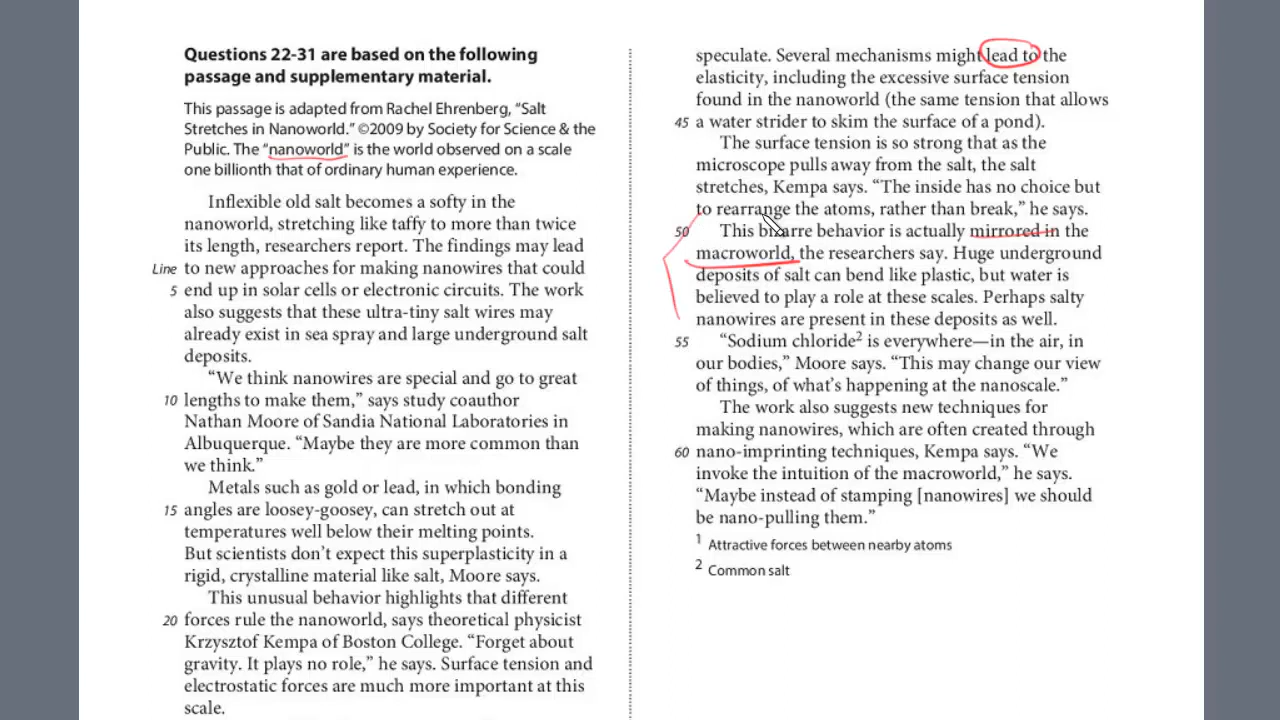 Questions 22-31 are based on the following
passage and supplementary material.
This passage is adapted from Rachel Ehrenberg, “Salt
Stretches in Nanoworld.” ©2009 by Society for Science & the
Public. The “nanoworld” is the world observed on a scale
one billionth that of ordinary human experience.
Inflexible old salt becomes a softy in the
nanoworld, stretching like taffy to more than twice
its length, researchers report. The findings may lead
Line to new approaches for making nanowires that could
5 end up in solar cells or electronic circuits. The work
also suggests that these ultra-tiny salt wires may
already exist in sea spray and large underground salt
deposits.
“We think nanowires are special and go to great
10 lengths to make them,” says study coauthor
Nathan Moore of Sandia National Laboratories in
Albuquerque. “Maybe they are more common than
we think.”
Metals such as gold or lead, in which bonding
15 angles are loosey-goosey, can stretch out at
temperatures well below their melting points.
But scientists don’t expect this superplasticity in a
rigid, crystalline material like salt, Moore says.
This unusual behavior highlights that different
20 forces rule the nanoworld, says theoretical physicist
Krzysztof Kempa of Boston College. “Forget about
gravity. It plays no role,” he says. Surface tension and
electrostatic forces are much more important at this
scale.
speculate. Several mechanisms might lead to the
elasticity, including the excessive surface tension
found in the nanoworld (the same tension that allows
45 a water strider to skim the surface of a pond).
The surface tension is so strong that as the
microscope pulls away from the salt, the salt
stretches, Kempa says. “The inside has no choice but
to rearrange the atoms, rather than break,” he says.
50 This bizarre behavior is actually mirrored in the
macroworld, the researchers say. Huge underground
deposits of salt can bend like plastic, but water is
believed to play a role at these scales. Perhaps salty
nanowires are present in these deposits as well.
55 “Sodium chloride2 is everywhere—in the air, in
our bodies,” Moore says. “This may change our view
of things, of what’s happening at the nanoscale.”
The work also suggests new techniques for
making nanowires, which are often created through
60 nano-imprinting techniques, Kempa says. “We
invoke the intuition of the macroworld,” he says.
“Maybe instead of stamping [nanowires] we should
be nano-pulling them.”
1 Attractive forces between nearby atoms
2 Common salt